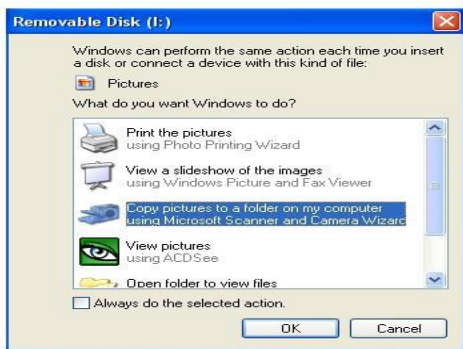 Removable Disk (I:)
Windows can perform the same action each time you insert
a disk or connect a device with this kind of file:
Pictures
What do you want Windows to do?
Print the pictures
using Photo Printing Wizard
View a slideshow of the images
using Windows Picture and Fax Viewer
Copy pictures to a folder on my computer
using Microsoft Scanner and Camera Wizard
View pictures
using ACDSee
Open folder to view files
Always do the selected action.
OK
Cancel